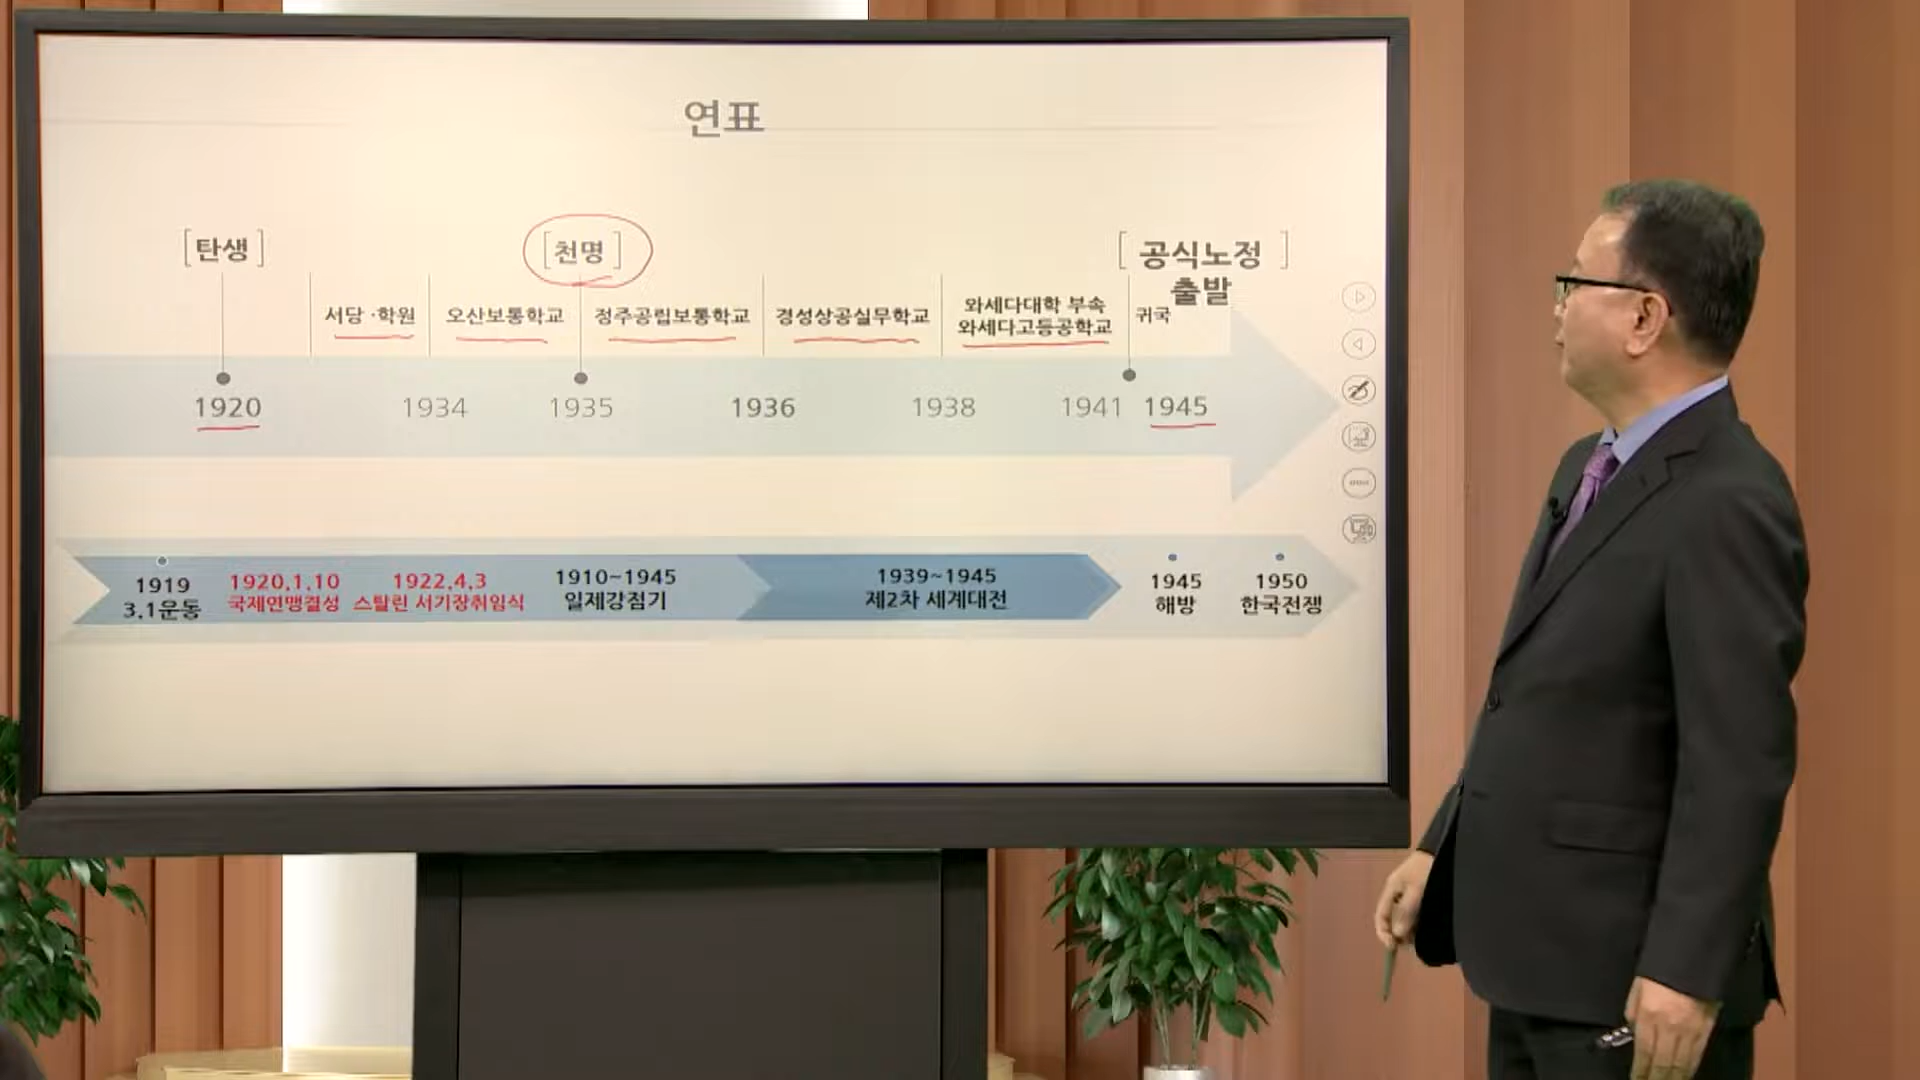 연표
[탄생]
[천명]
[공식노정
출발]
서당·학원
오산보통학교
정주공립보통학교
경성상공실무학교
와세다대학 부속
와세다고등공학교
귀국
1920
1934
1935
1936
1938
1941
1945
1919
3.1운동
1920.1.10
국제연맹결성
1922.4.3
스탈린 서기장취임식
1910~1945
일제강점기
1939~1945
제2차 세계대전
1945
해방
1950
한국전쟁